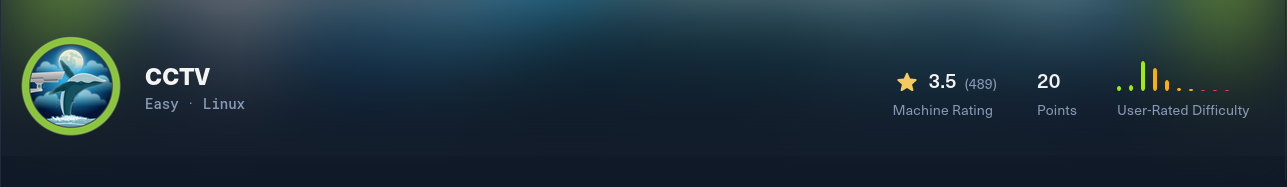 CCTV
Easy · Linux
3.5 (489)
Machine Rating
20
Points
User-Rated Difficulty